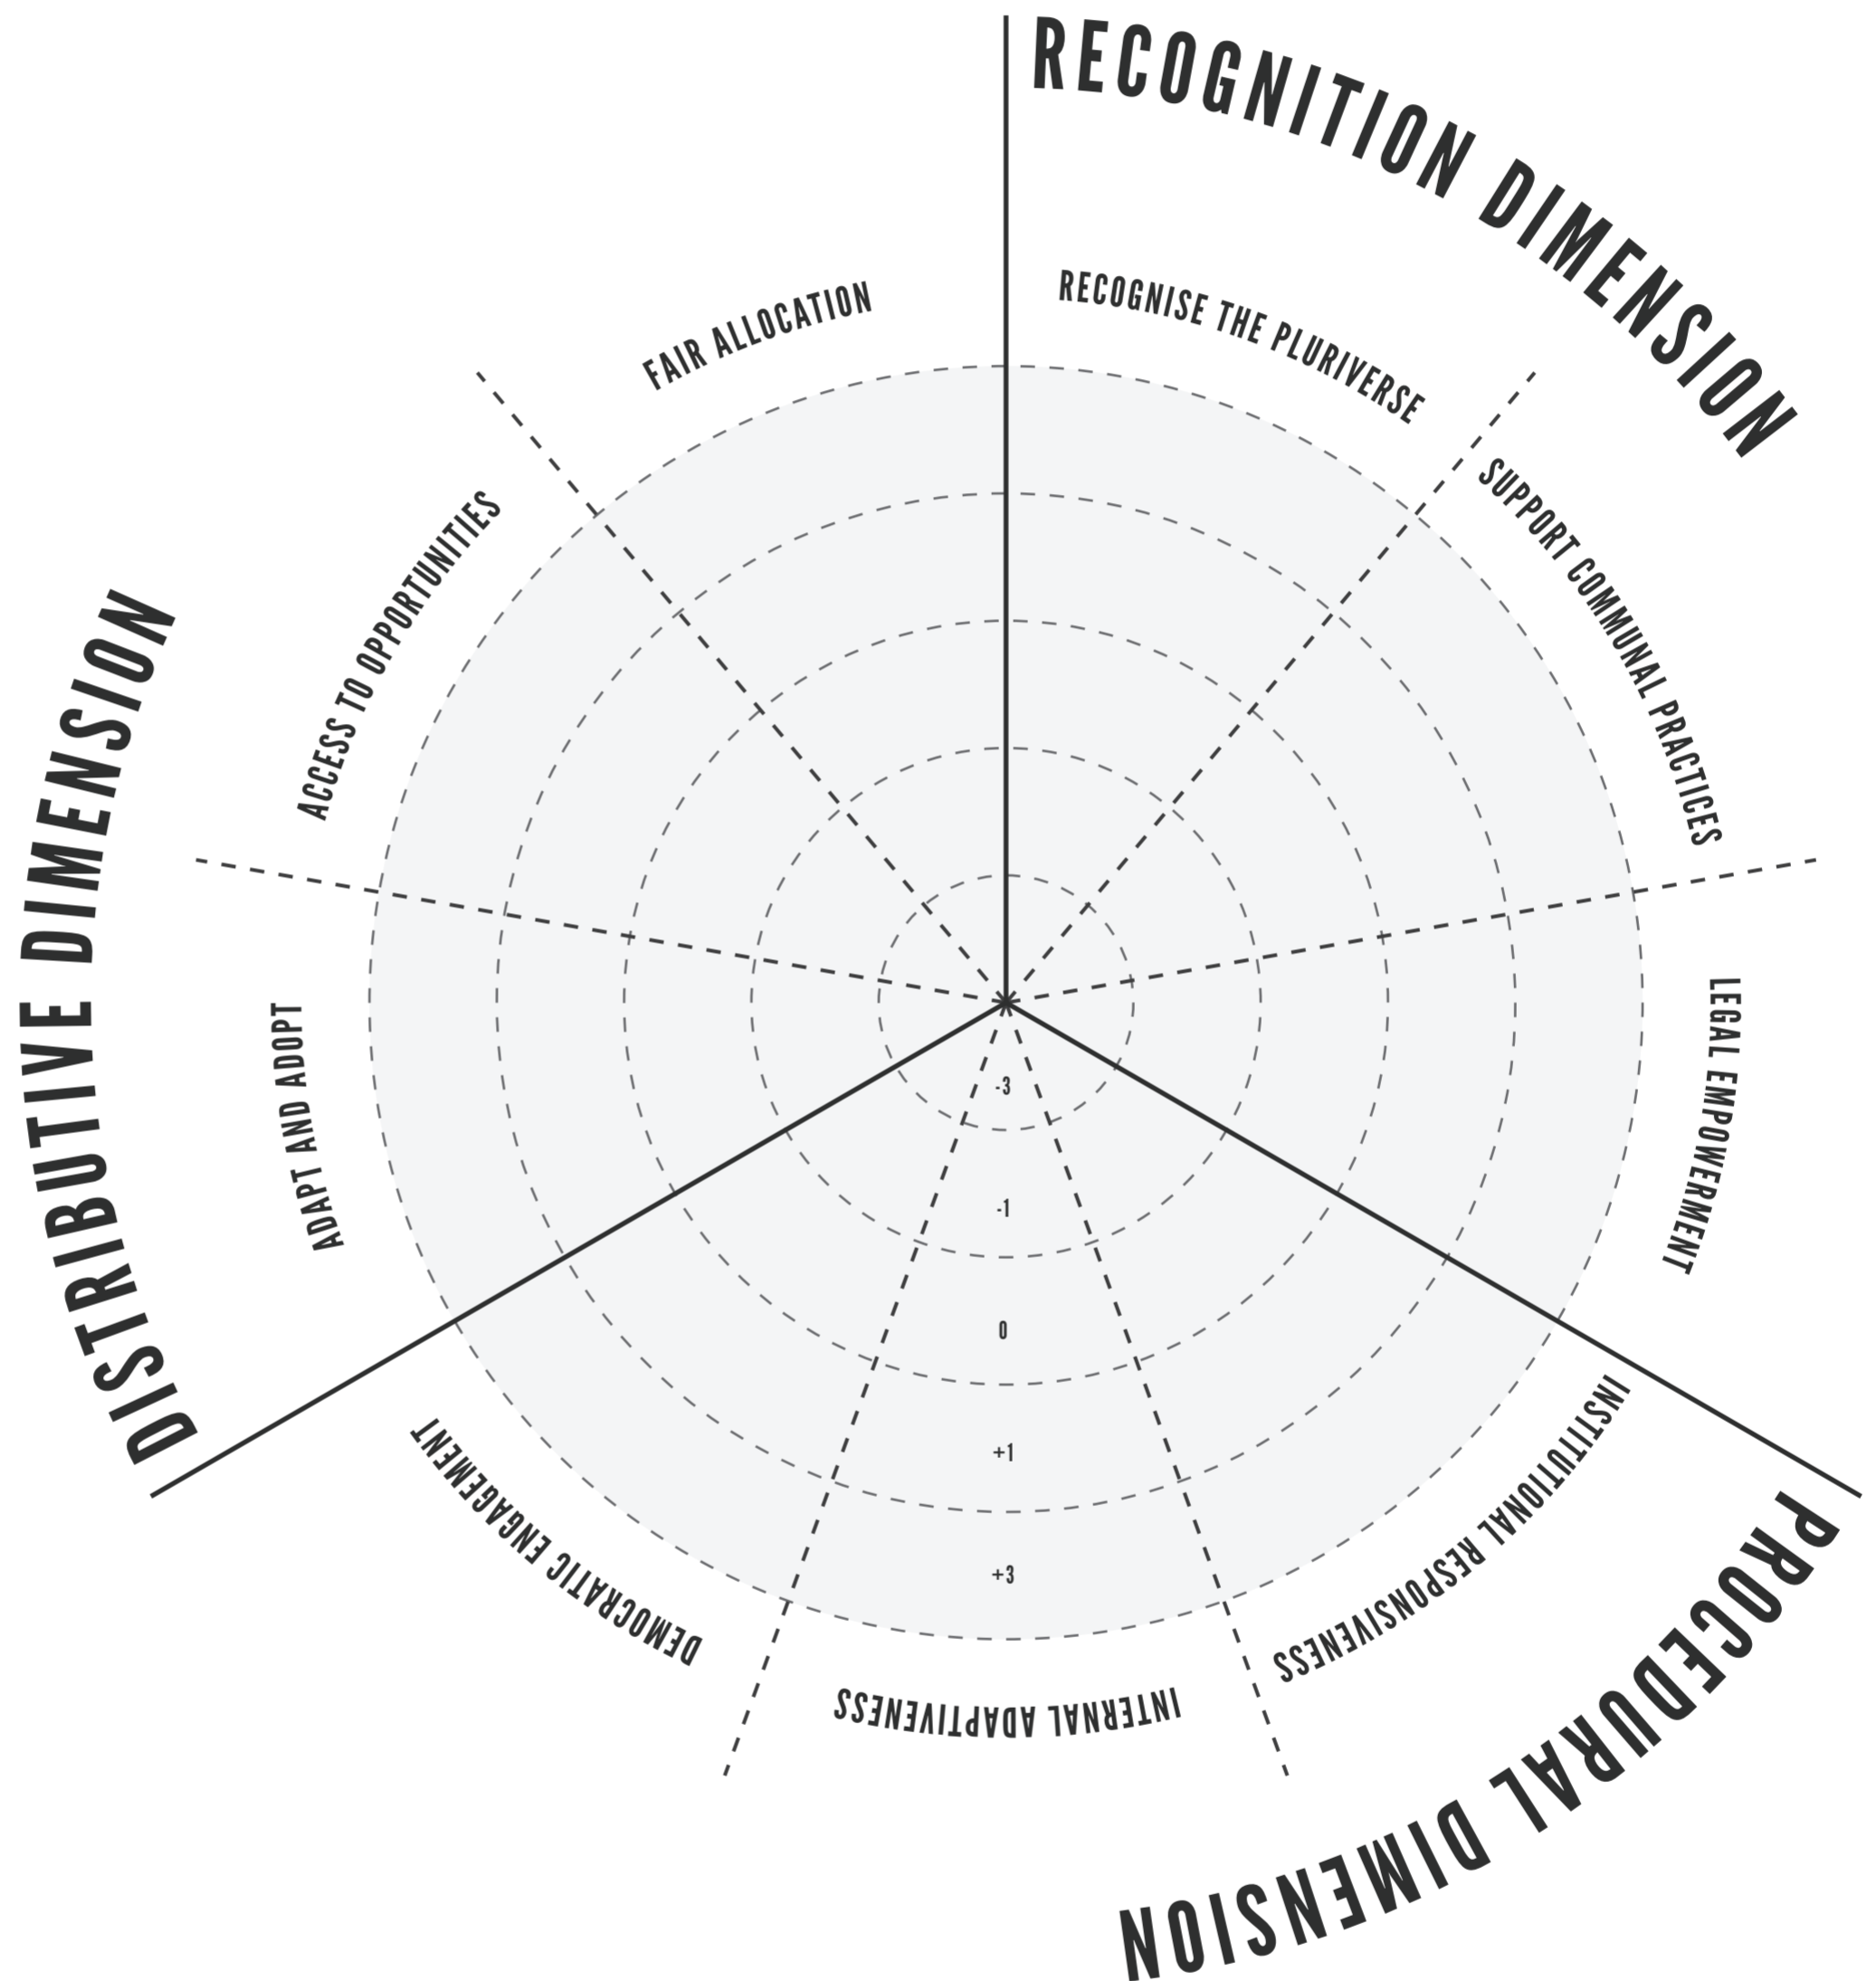 RECOGNITION DIMENSION
RECOGNISE THE PLURIVERSE
SUPPORT COMMUNAL PRACTICES
LEGAL EMPOWERMENT
PROCEDURAL DIMENSION
INSTITUTIONAL RESPONSIVENESS
INTERNAL ADAPTIVENESS
DEMOCRATIC ENGAGEMENT
DISTRIBUTIVE DIMENSION
ADAPT AND ADOPT
ACCESS TO OPPORTUNITIES
FAIR ALLOCATION
-3
-1
0
+1
+3